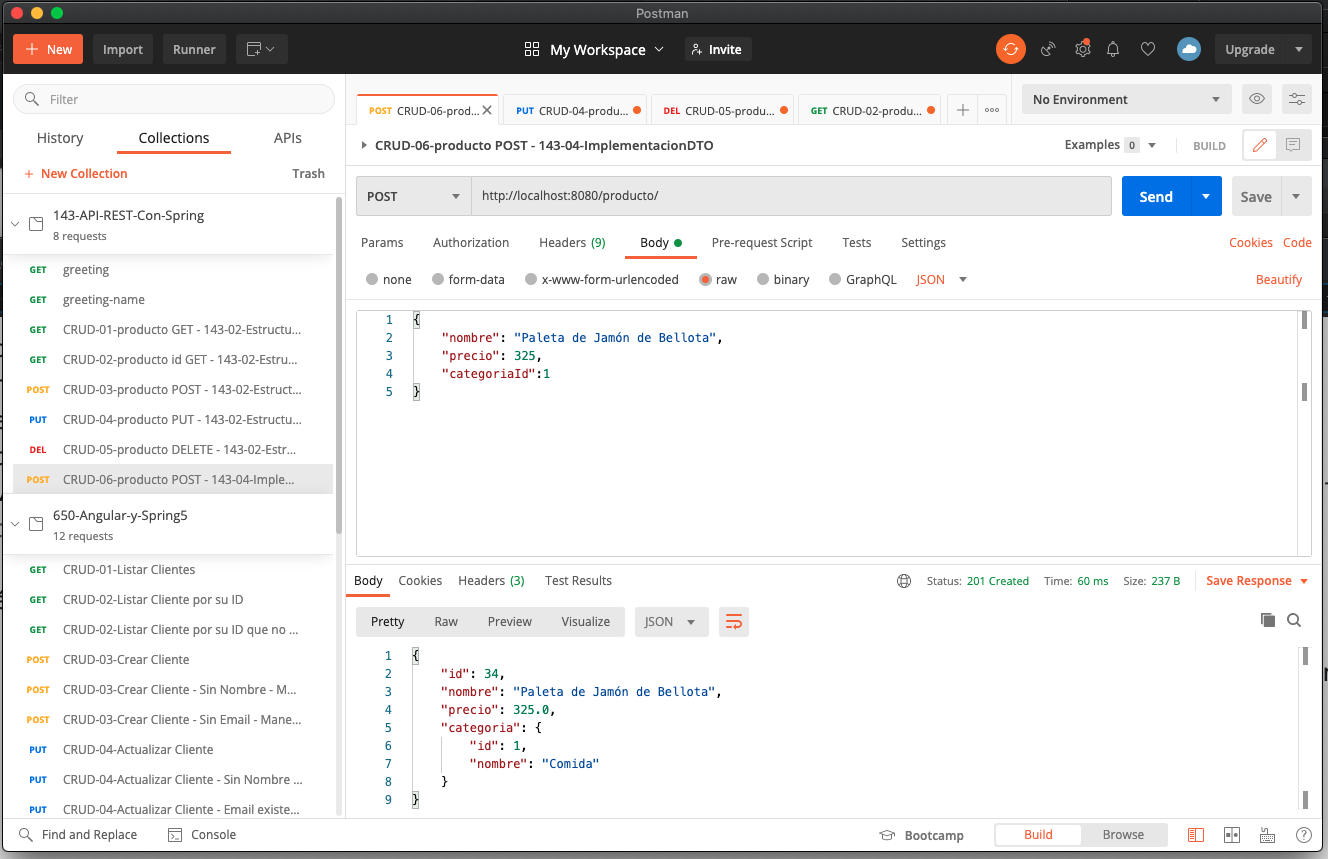 Postman
New
Import
Runner
My Workspace
Invite
Upgrade
Filter
History
Collections
APIs
+ New Collection
Trash
143-API-REST-Con-Spring
8 requests
GET greeting
GET greeting-name
GET CRUD-01-producto GET - 143-02-Estructu...
GET CRUD-02-producto id GET - 143-02-Estru...
POST CRUD-03-producto POST - 143-02-Estruct...
PUT CRUD-04-producto PUT - 143-02-Estructu...
DEL CRUD-05-producto DELETE - 143-02-Estr...
POST CRUD-06-producto POST - 143-04-Imple...
650-Angular-y-Spring5
12 requests
GET CRUD-01-Listar Clientes
GET CRUD-02-Listar Cliente por su ID
GET CRUD-02-Listar Cliente por su ID que no ...
POST CRUD-03-Crear Cliente
POST CRUD-03-Crear Cliente - Sin Nombre - M...
POST CRUD-03-Crear Cliente - Sin Email - Mane...
PUT CRUD-04-Actualizar Cliente
PUT CRUD-04-Actualizar Cliente - Sin Nombre ...
PUT CRUD-04-Actualizar Cliente - Email existe...
POST CRUD-06-prod...
PUT CRUD-04-produ...
DEL CRUD-05-produ...
GET CRUD-02-produ...
No Environment
CRUD-06-producto POST - 143-04-ImplementacionDTO
Examples 0
BUILD
POST
http://localhost:8080/producto/
Send
Save
Params
Authorization
Headers (9)
Body
Pre-request Script
Tests
Settings
Cookies
Code
none
form-data
x-www-form-urlencoded
raw
binary
GraphQL
JSON
Beautify
1 {
2 "nombre": "Paleta de Jamón de Bellota",
3 "precio": 325,
4 "categoriaId":1
5 }
Body
Cookies
Headers (3)
Test Results
Status: 201 Created
Time: 60 ms
Size: 237 B
Save Response
Pretty
Raw
Preview
Visualize
JSON
1 {
2 "id": 34,
3 "nombre": "Paleta de Jamón de Bellota",
4 "precio": 325.0,
5 "categoria": {
6 "id": 1,
7 "nombre": "Comida"
8 }
9 }
Find and Replace
Console
Bootcamp
Build
Browse